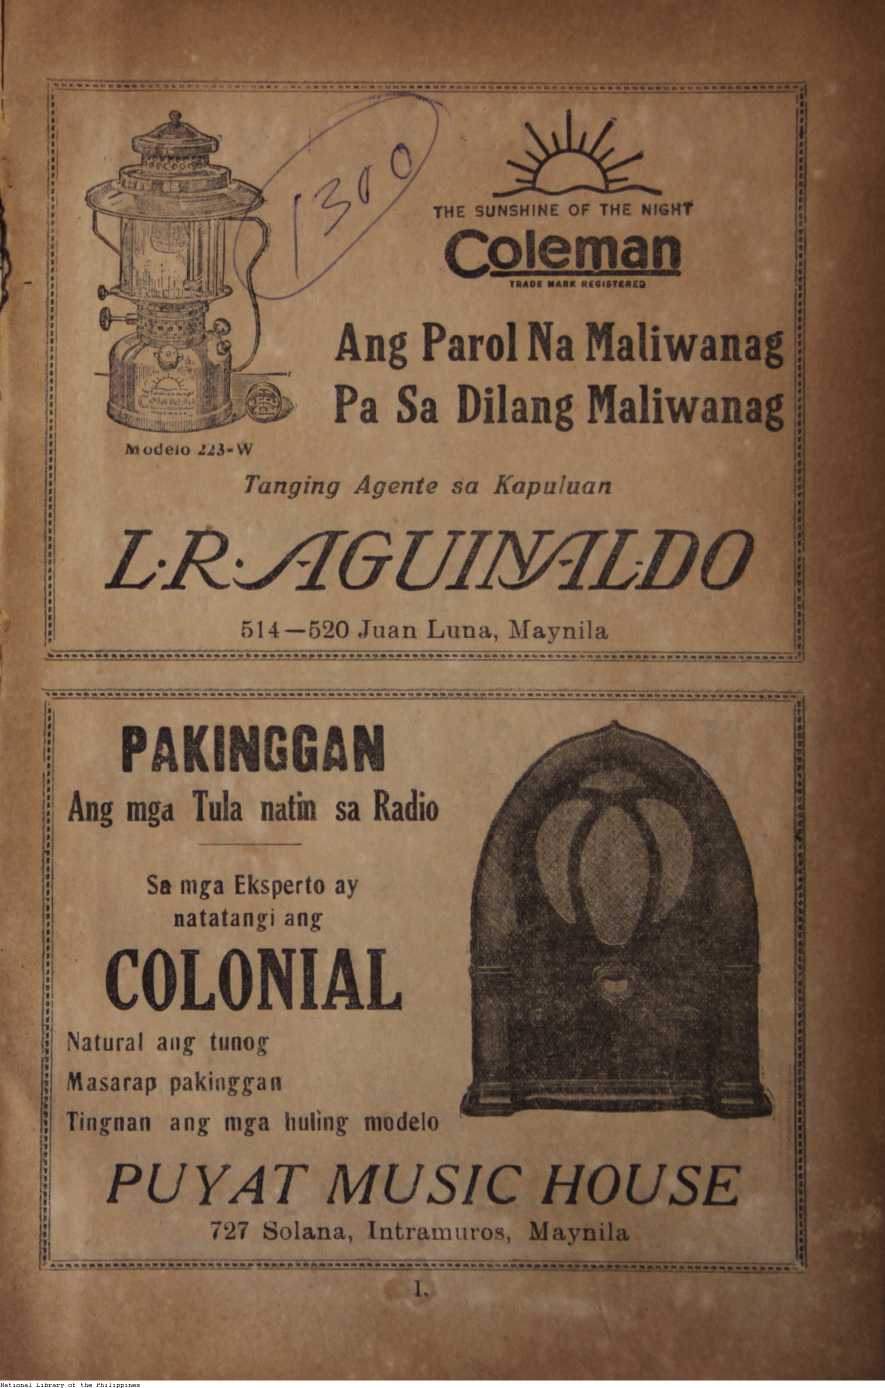 1300
THE SUNSHINE OF THE NIGHT
Coleman
TRADE MARK REGISTERED
Ang Parol Na Maliwanag
Pa Sa Dilang Maliwanag
Modelo 223-W
Tanging Agente sa Kapuluan
L.R. AGUINALDO
514—520 Juan Luna, Maynila
PAKINGGAN
Ang mga Tula natin sa Radio
Sa mga Eksperto ay
natatangi ang
COLONIAL
Natural ang tunog
Masarap pakinggan
Tingnan ang mga huling modelo
PUYAT MUSIC HOUSE
727 Solana, Intramuros, Maynila
1.
National Library of the Philippines